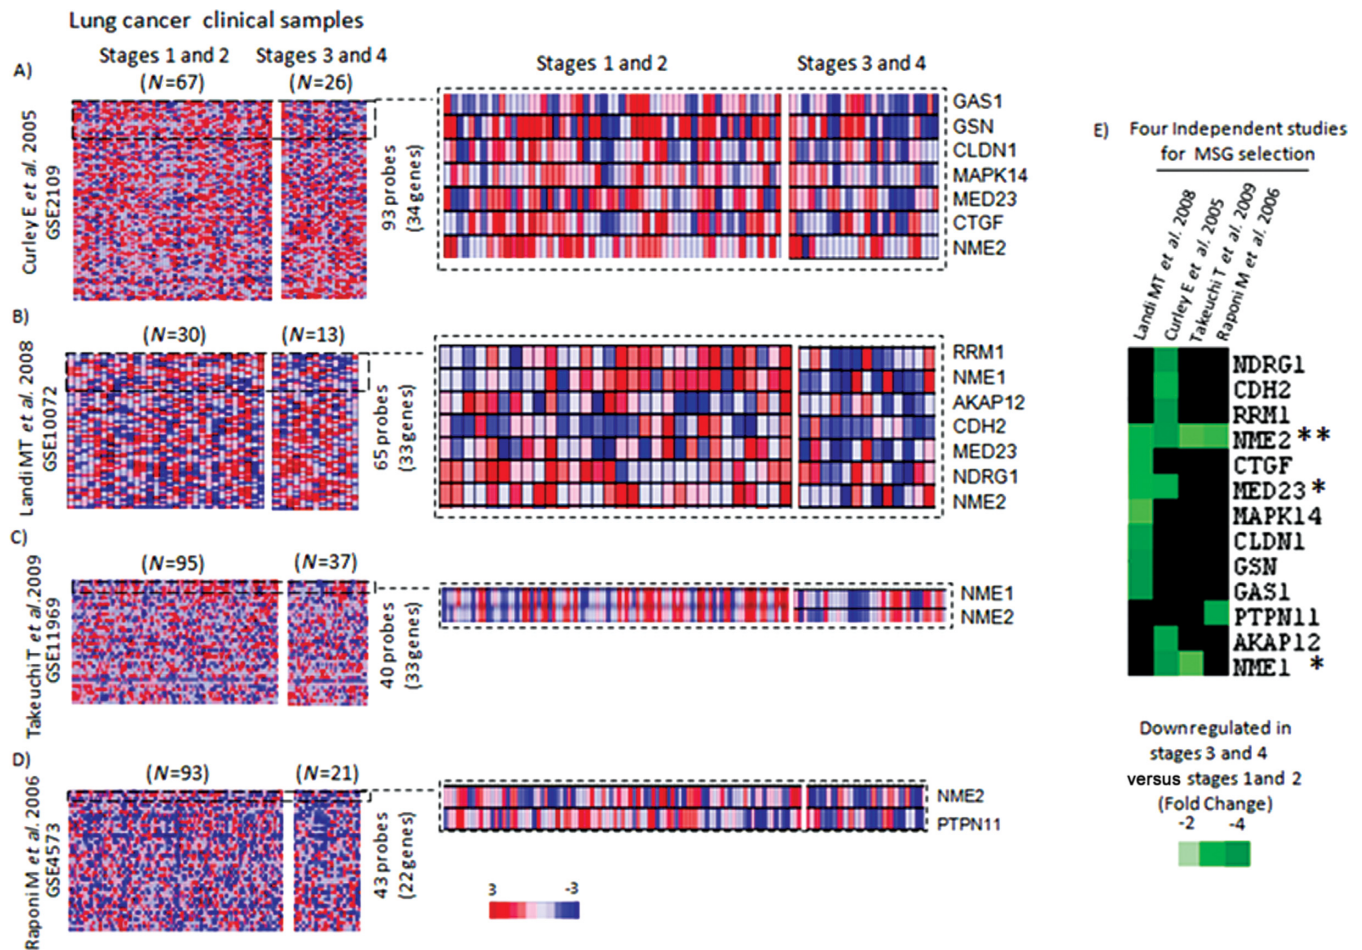 Lung cancer clinical samples
A)
Stages 1 and 2
(N=67)
Stages 3 and 4
(N=26)
Curley E et al. 2005
GSE2109
93 probes
(34 genes)
Stages 1 and 2
Stages 3 and 4
GAS1
GSN
CLDN1
MAPK14
MED23
CTGF
NME2
B)
(N=30)
(N=13)
Landi MT et al. 2008
GSE10072
65 probes
(33genes)
RRM1
NME1
AKAP12
CDH2
MED23
NDRG1
NME2
C)
(N=95)
(N=37)
Takeuchi T et al.2009
GSE11969
40 probes
(33genes)
NME1
NME2
D)
(N=93)
(N=21)
Raponi M et al. 2006
GSE4573
43 probes
(22genes)
NME2
PTPN11
3
-3
E)
Four Independent studies
for MSG selection
Landi MT et al. 2008
Curley E et al. 2005
Takeuchi T et al. 2009
Raponi M et al. 2006
NDRG1
CDH2
RRM1
NME2 **
CTGF
MED23 *
MAPK14
CLDN1
GSN
GAS1
PTPN11
AKAP12
NME1 *
Downregulated in
stages 3 and 4
versus stages 1and 2
(Fold Change)
-2
-4